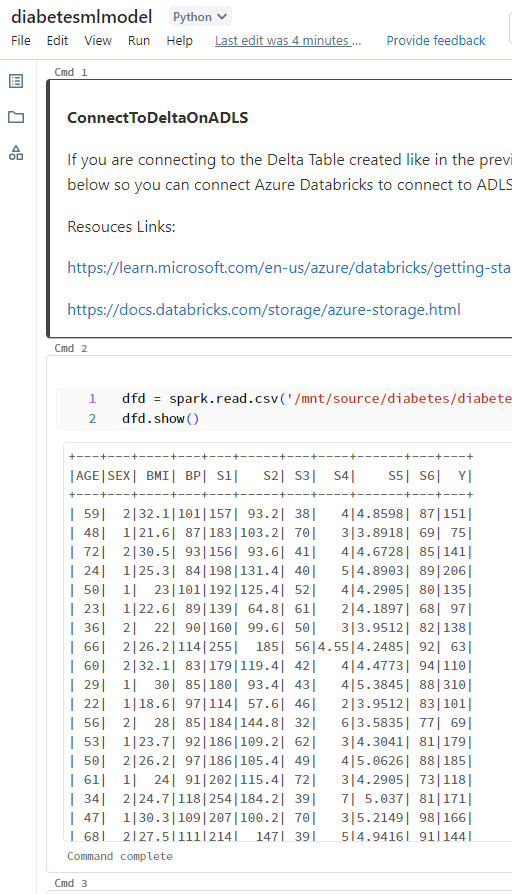 diabetesmlmodel Python
File Edit View Run Help Last edit was 4 minutes ... Provide feedback
Cmd 1
ConnectToDeltaOnADLS
If you are connecting to the Delta Table created like in the previ
below so you can connect Azure Databricks to connect to ADLS
Resouces Links:
https://learn.microsoft.com/en-us/azure/databricks/getting-sta
https://docs.databricks.com/storage/azure-storage.html
Cmd 2
1 dfd = spark.read.csv('/mnt/source/diabetes/diabete
2 dfd.show()
+---+---+----+---+---+-----+---+----+------+---+---+
|AGE|SEX| BMI| BP| S1|   S2| S3|  S4|    S5| S6|  Y|
+---+---+----+---+---+-----+---+----+------+---+---+
| 59|  2|32.1|101|157| 93.2| 38|   4|4.8598| 87|151|
| 48|  1|21.6| 87|183|103.2| 70|   3|3.8918| 69| 75|
| 72|  2|30.5| 93|156| 93.6| 41|   4|4.6728| 85|141|
| 24|  1|25.3| 84|198|131.4| 40|   5|4.8903| 89|206|
| 50|  1|  23|101|192|125.4| 52|   4|4.2905| 80|135|
| 23|  1|22.6| 89|139| 64.8| 61|   2|4.1897| 68| 97|
| 36|  2|  22| 90|160| 99.6| 50|   3|3.9512| 82|138|
| 66|  2|26.2|114|255|  185| 56|4.55|4.2485| 92| 63|
| 60|  2|32.1| 83|179|119.4| 42|   4|4.4773| 94|110|
| 29|  1|  30| 85|180| 93.4| 43|   4|5.3845| 88|310|
| 22|  1|18.6| 97|114| 57.6| 46|   2|3.9512| 83|101|
| 56|  2|  28| 85|184|144.8| 32|   6|3.5835| 77| 69|
| 53|  1|23.7| 92|186|109.2| 62|   3|4.3041| 81|179|
| 50|  2|26.2| 97|186|105.4| 49|   4|5.0626| 88|185|
| 61|  1|  24| 91|202|115.4| 72|   3|4.2905| 73|118|
| 34|  2|24.7|118|254|184.2| 39|   7| 5.037| 81|171|
| 47|  1|30.3|109|207|100.2| 70|   3|5.2149| 98|166|
| 68|  2|27.5|111|214|  147| 39|   5|4.9416| 91|144|
Command complete
Cmd 3